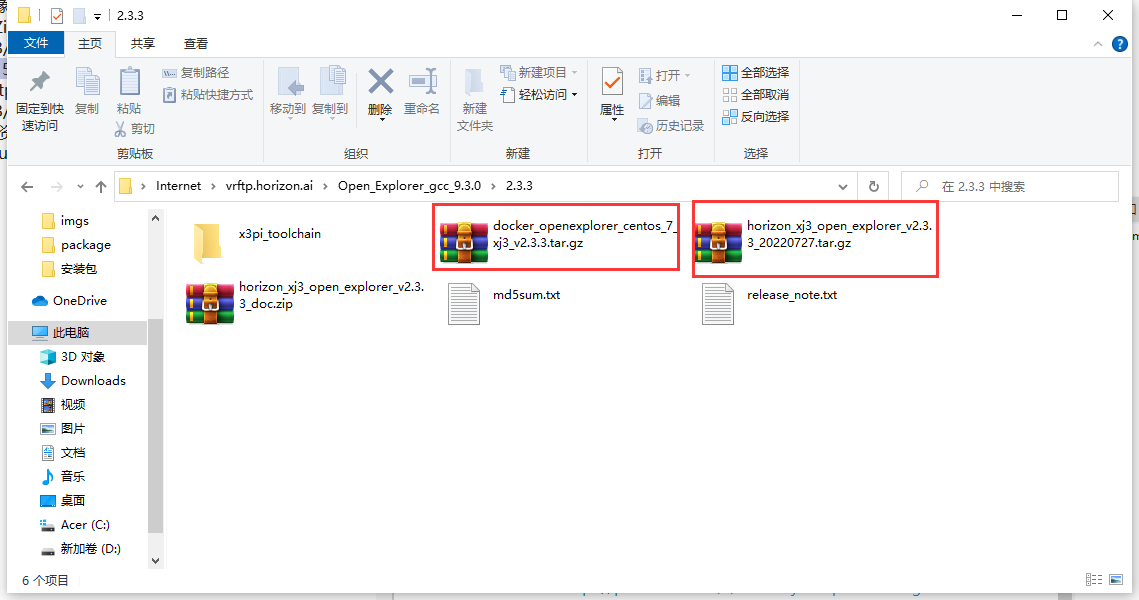 2.3.3
文件 主页 共享 查看
固定到快速访问
复制
粘贴
复制路径
粘贴快捷方式
剪切
剪贴板
移动到
复制到
删除
重命名
组织
新建文件夹
新建项目
轻松访问
新建
属性
打开
编辑
历史记录
打开
全部选择
全部取消
反向选择
选择
Internet vrftp.horizon.ai Open_Explorer_gcc_9.3.0 2.3.3
在 2.3.3 中搜索
imgs
package
安装包
OneDrive
此电脑
3D 对象
Downloads
视频
图片
文档
音乐
桌面
Acer (C:)
新加卷 (D:)
x3pi_toolchain
docker_openexplorer_centos_7_
xj3_v2.3.3.tar.gz
horizon_xj3_open_explorer_v2.3.
3_20220727.tar.gz
horizon_xj3_open_explorer_v2.3.
3_doc.zip
md5sum.txt
release_note.txt
6 个项目